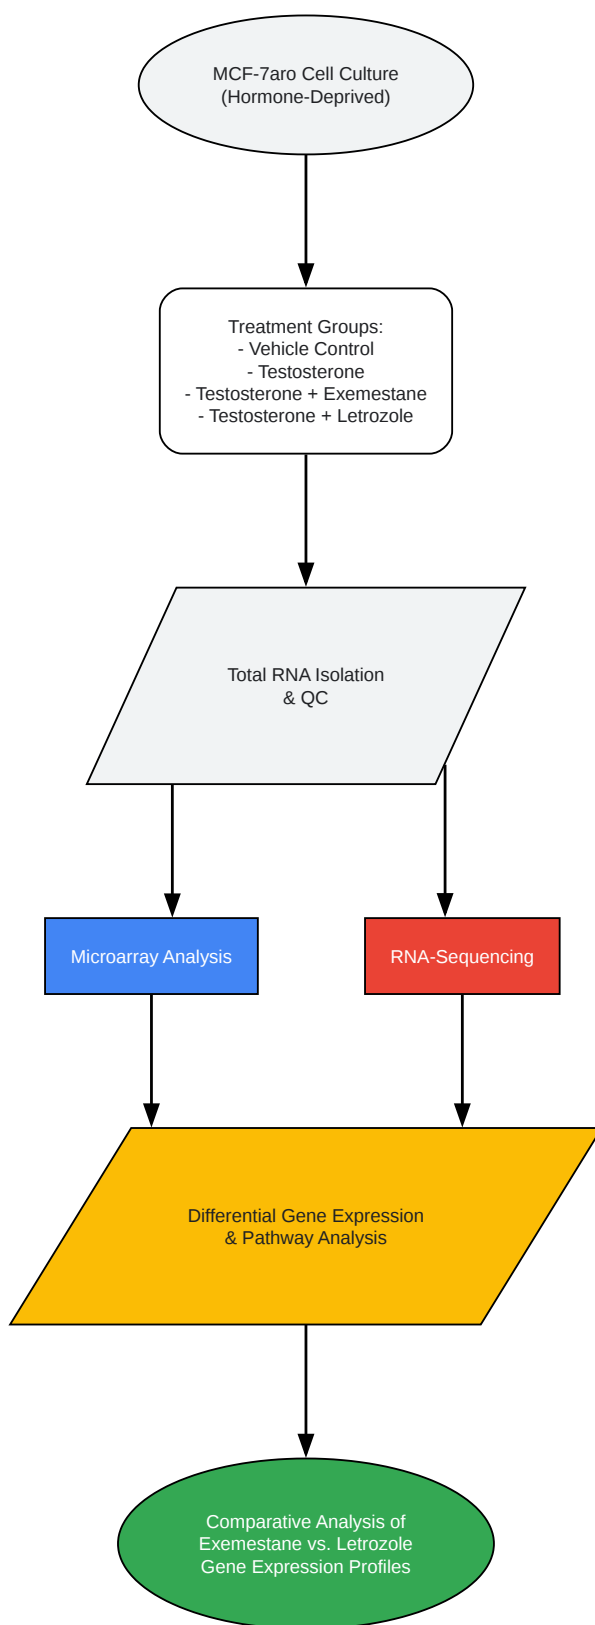 MCF-7aro Cell Culture
(Hormone-Deprived)
Treatment Groups:
- Vehicle Control
- Testosterone
- Testosterone + Exemestane
- Testosterone + Letrozole
Total RNA Isolation
& QC
Microarray Analysis
RNA-Sequencing
Differential Gene Expression
& Pathway Analysis
Comparative Analysis of
Exemestane vs. Letrozole
Gene Expression Profiles